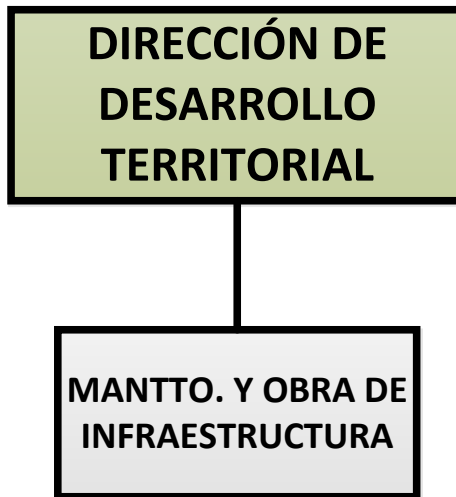 DIRECCIÓN DE
DESARROLLO
TERRITORIAL
MANTTO. Y OBRA DE
INFRAESTRUCTURA